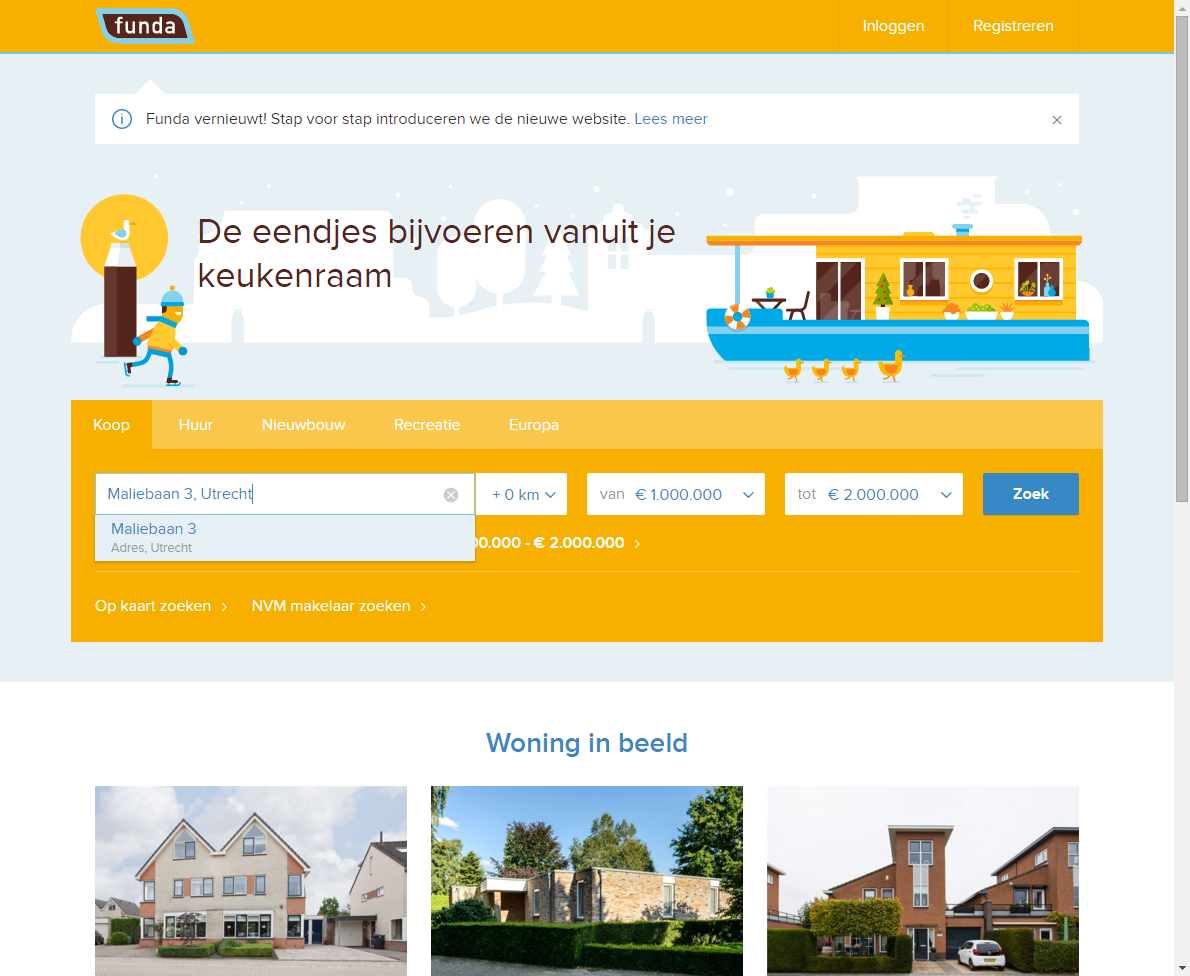 funda
Inloggen
Registreren
Funda vernieuwt! Stap voor stap introduceren we de nieuwe website. Lees meer
De eendjes bijvoeren vanuit je
keukenraam
Koop
Huur
Nieuwbouw
Recreatie
Europa
Maliebaan 3, Utrecht
+ 0 km
van € 1.000.000
tot € 2.000.000
Zoek
Maliebaan 3
Adres, Utrecht
00.000 - € 2.000.000
Op kaart zoeken
NVM makelaar zoeken
Woning in beeld